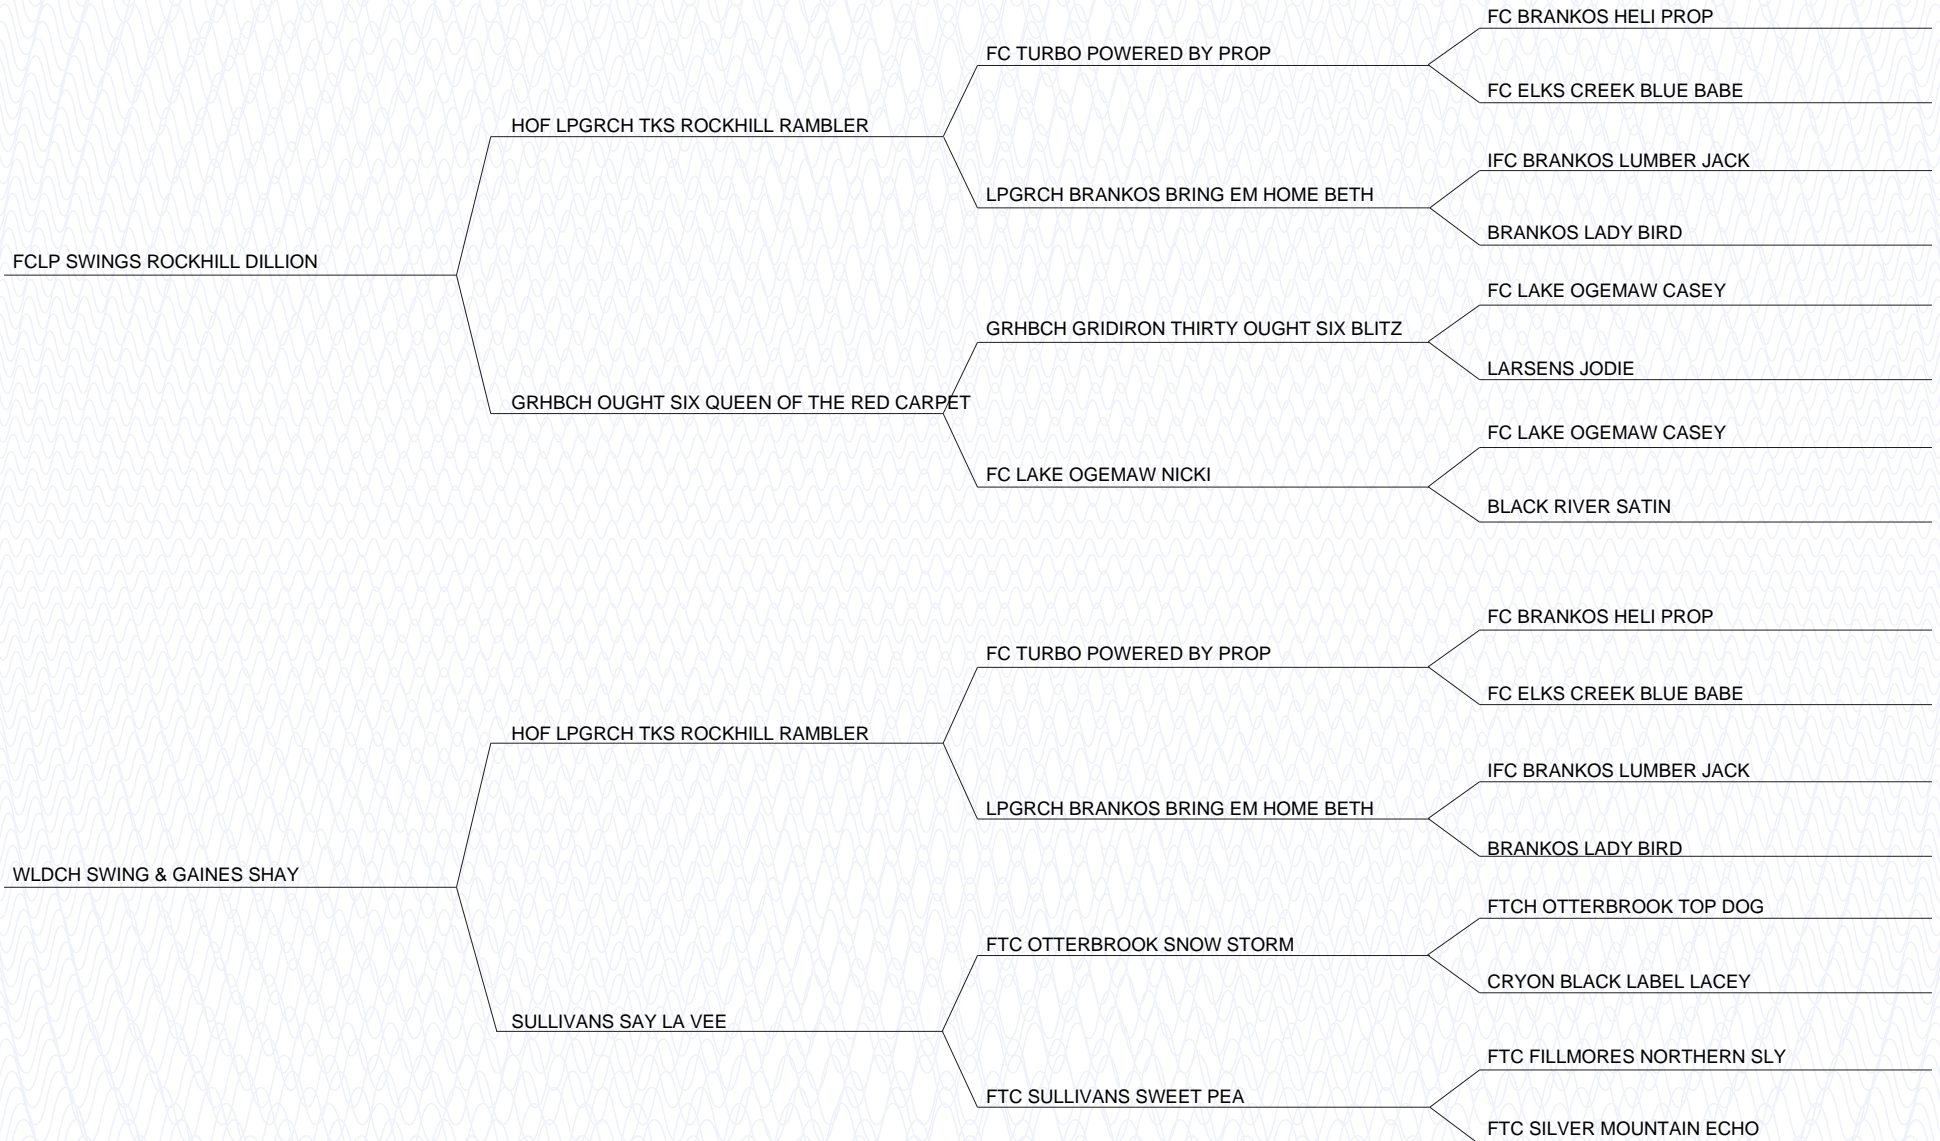 FC BRANKOS HELI PROP
FC TURBO POWERED BY PROP
FC ELKS CREEK BLUE BABE
HOF LPGRCH TKS ROCKHILL RAMBLER
IFC BRANKOS LUMBER JACK
LPGRCH BRANKOS BRING EM HOME BETH
BRANKOS LADY BIRD
FCLP SWINGS ROCKHILL DILLION
FC LAKE OGEMAW CASEY
GRHBCH GRIDIRON THIRTY OUGHT SIX BLITZ
LARSENS JODIE
GRHBCH OUGHT SIX QUEEN OF THE RED CARPET
FC LAKE OGEMAW CASEY
FC LAKE OGEMAW NICKI
BLACK RIVER SATIN
FC BRANKOS HELI PROP
FC TURBO POWERED BY PROP
FC ELKS CREEK BLUE BABE
HOF LPGRCH TKS ROCKHILL RAMBLER
IFC BRANKOS LUMBER JACK
LPGRCH BRANKOS BRING EM HOME BETH
BRANKOS LADY BIRD
WLDCH SWING & GAINES SHAY
FTCH OTTERBROOK TOP DOG
FTC OTTERBROOK SNOW STORM
CRYON BLACK LABEL LACEY
SULLIVANS SAY LA VEE
FTC FILLMORES NORTHERN SLY
FTC SULLIVANS SWEET PEA
FTC SILVER MOUNTAIN ECHO